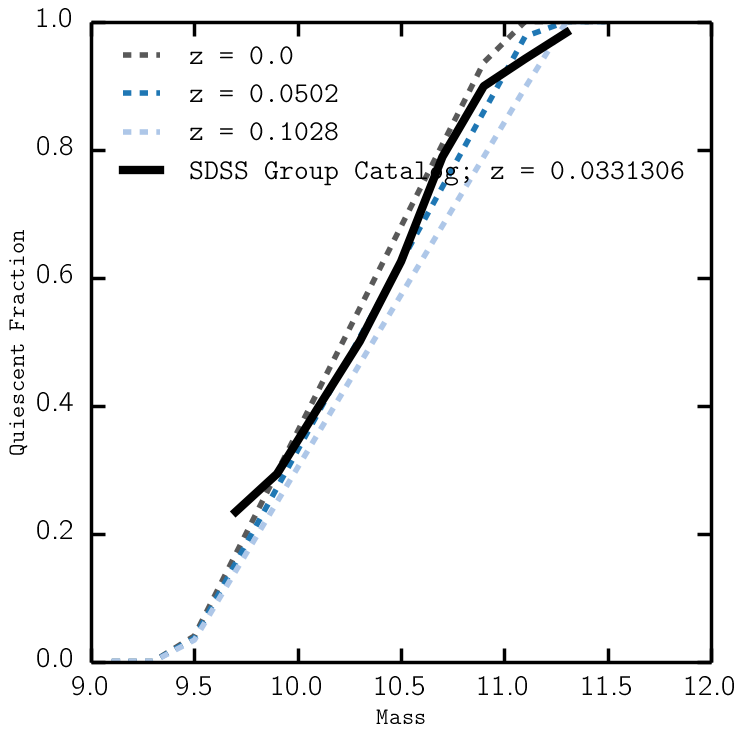 1.0
z = 0.0
z = 0.0502
z = 0.1028
0.8
SDSS Group Catalog; z = 0.0331306
0.6
Quiescent Fraction
0.4
0.2
0.0
9.0 9.5 10.0 10.5 11.0 11.5 12.0
Mass